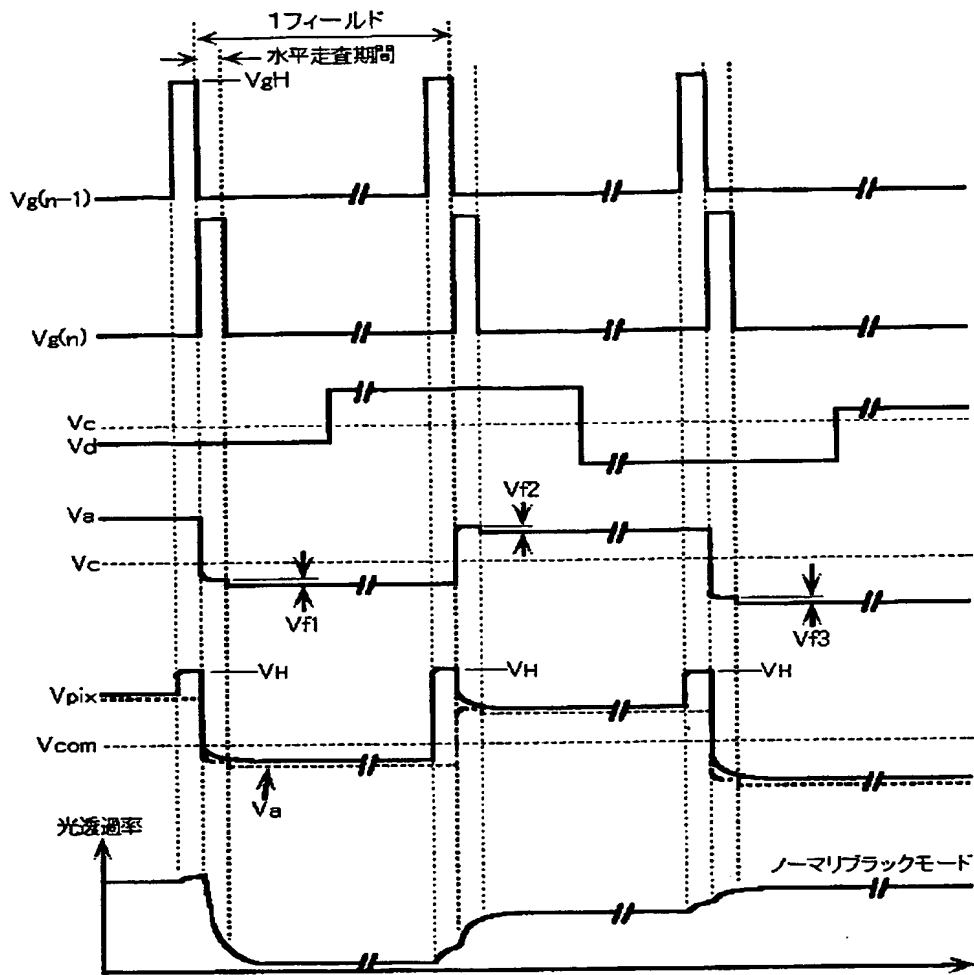 1フィールド
水平走査期間
VgH
Vg(n-1)
Vg(n)
Vc
Vd
Vf2
Va
Vc
Vf1
Vf3
VH
VH
VH
Vpix
Vcom
Va
光透過率
ノーマリブラックモード